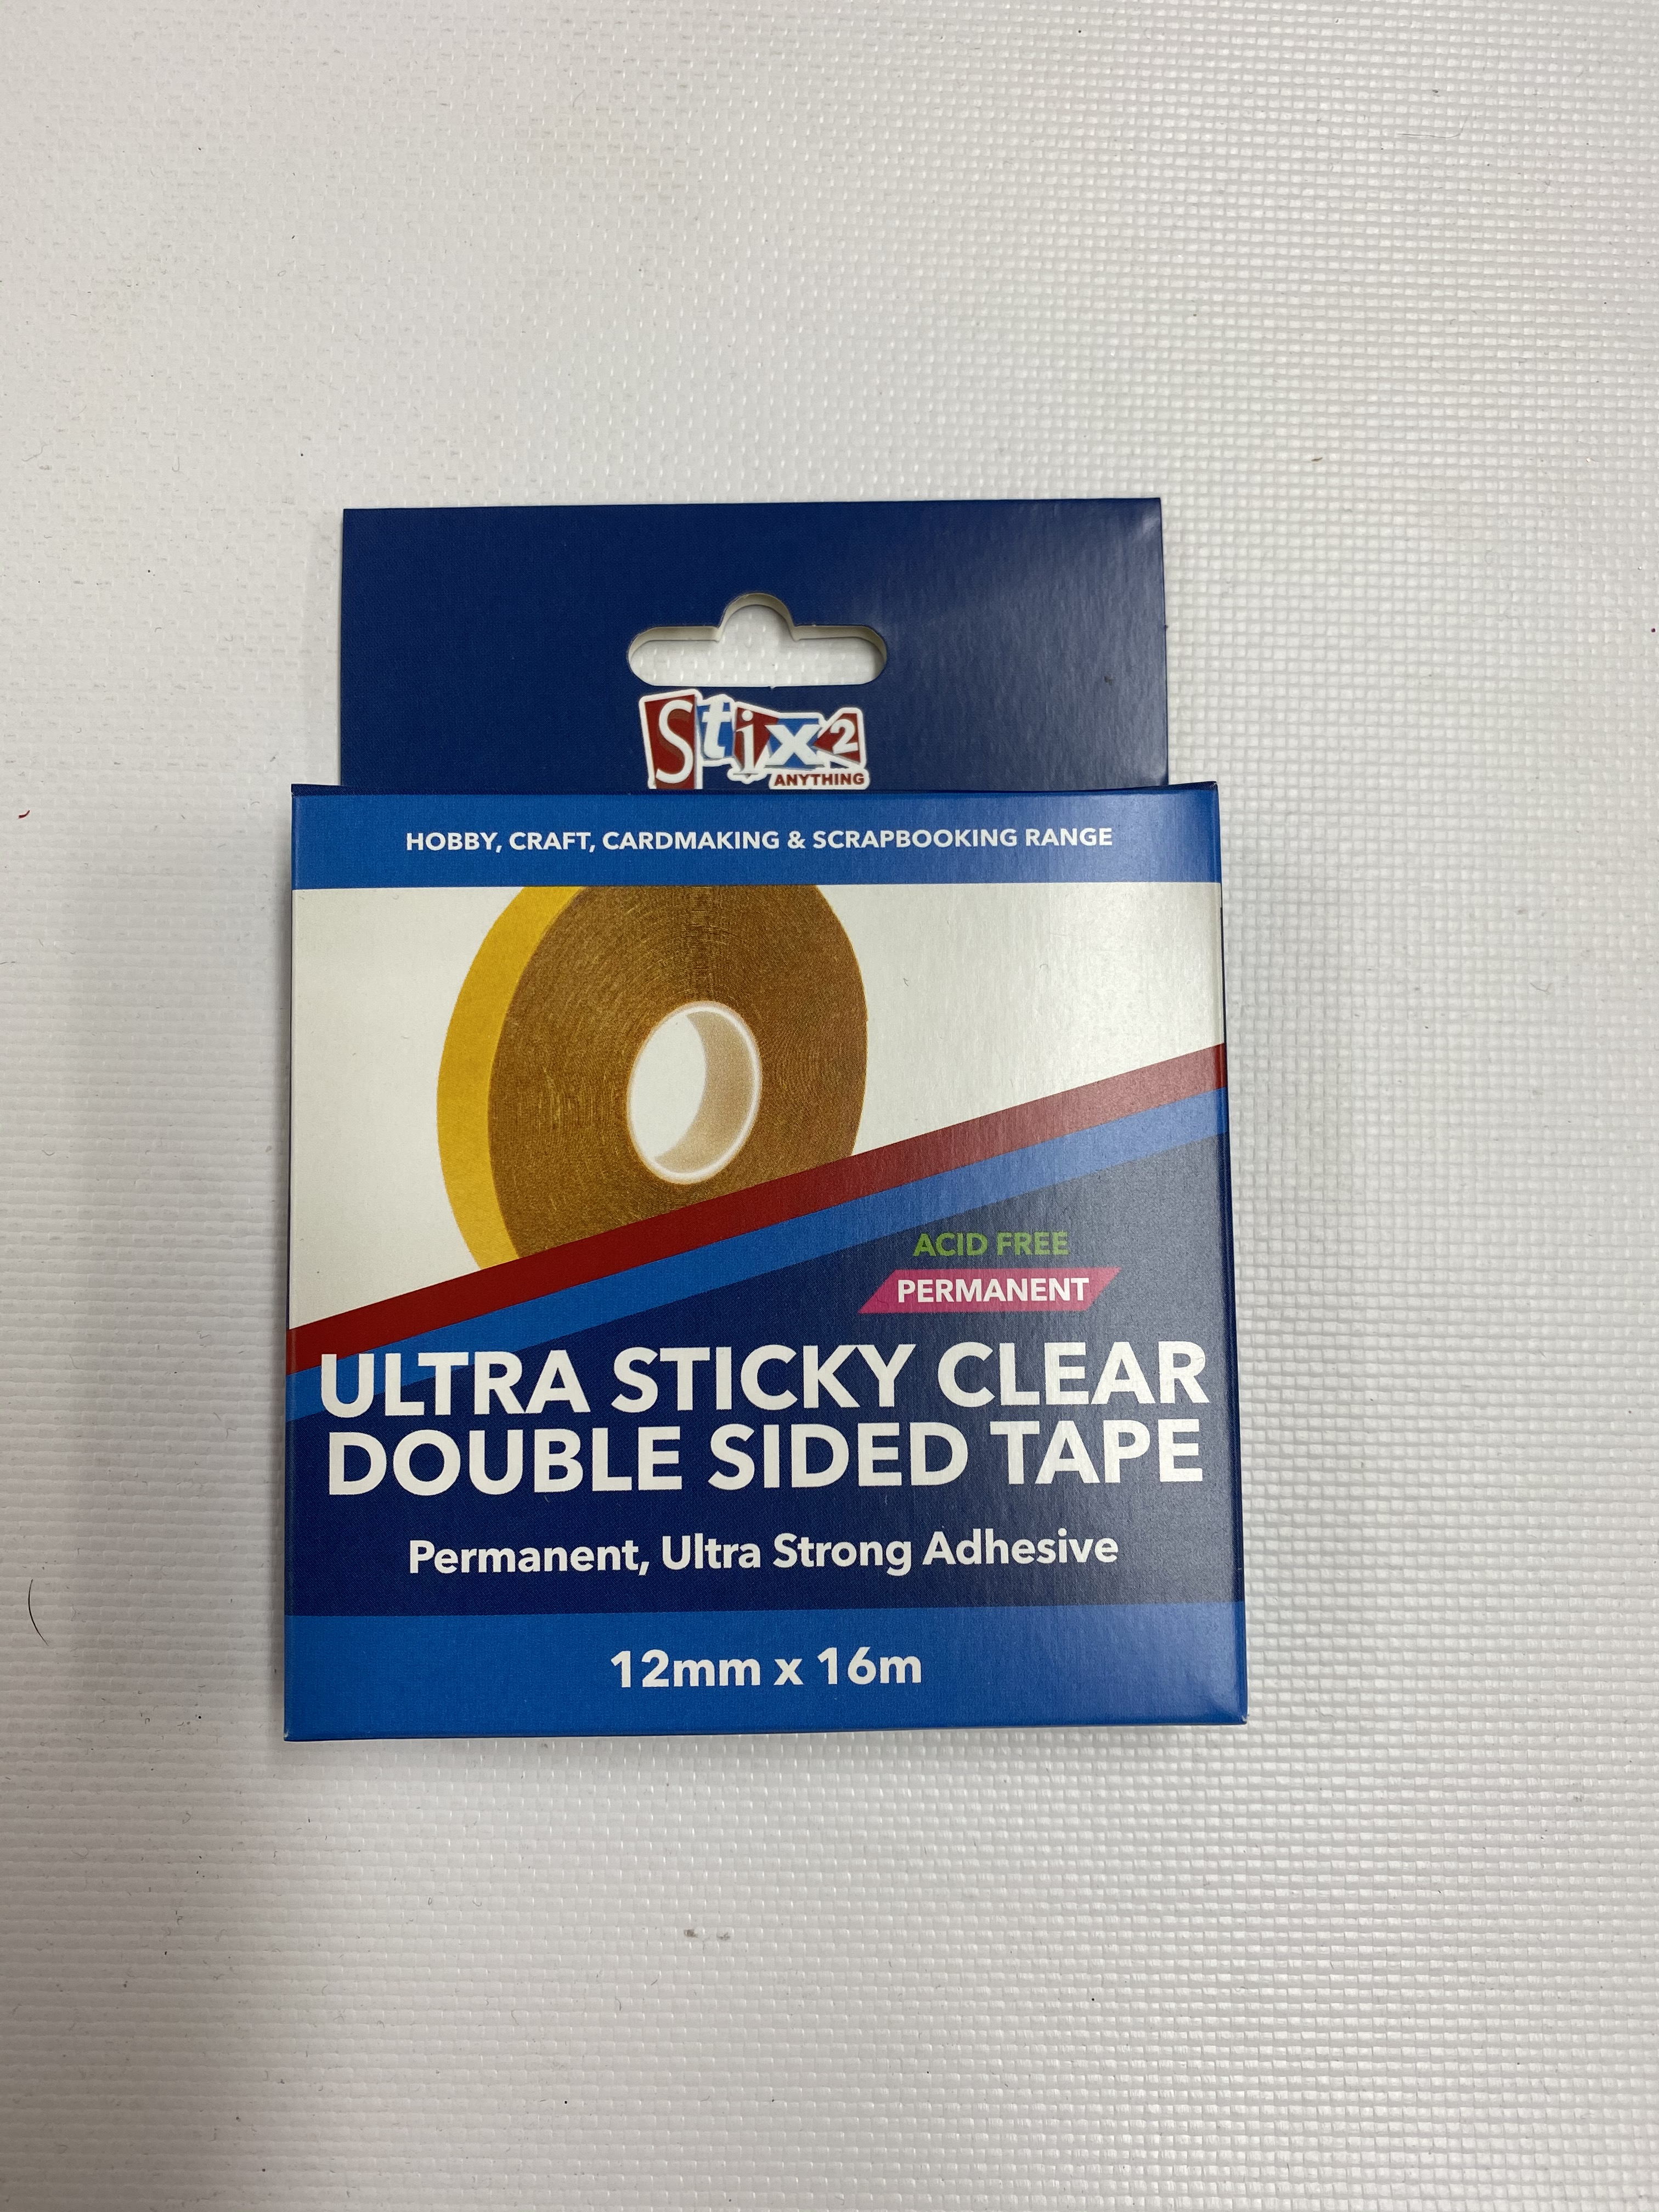 Stix2
ANYTHING
HOBBY, CRAFT, CARDMAKING & SCRAPBOOKING RANGE
ACID FREE
PERMANENT
ULTRA STICKY CLEAR
DOUBLE SIDED TAPE
Permanent, Ultra Strong Adhesive
12mm x 16m